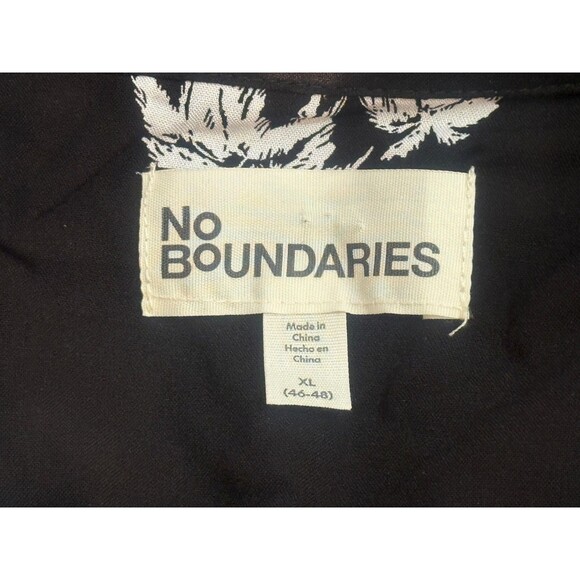 No
BoUNDARIES
Made in
China
Hecho en
China
XL
(46-48)